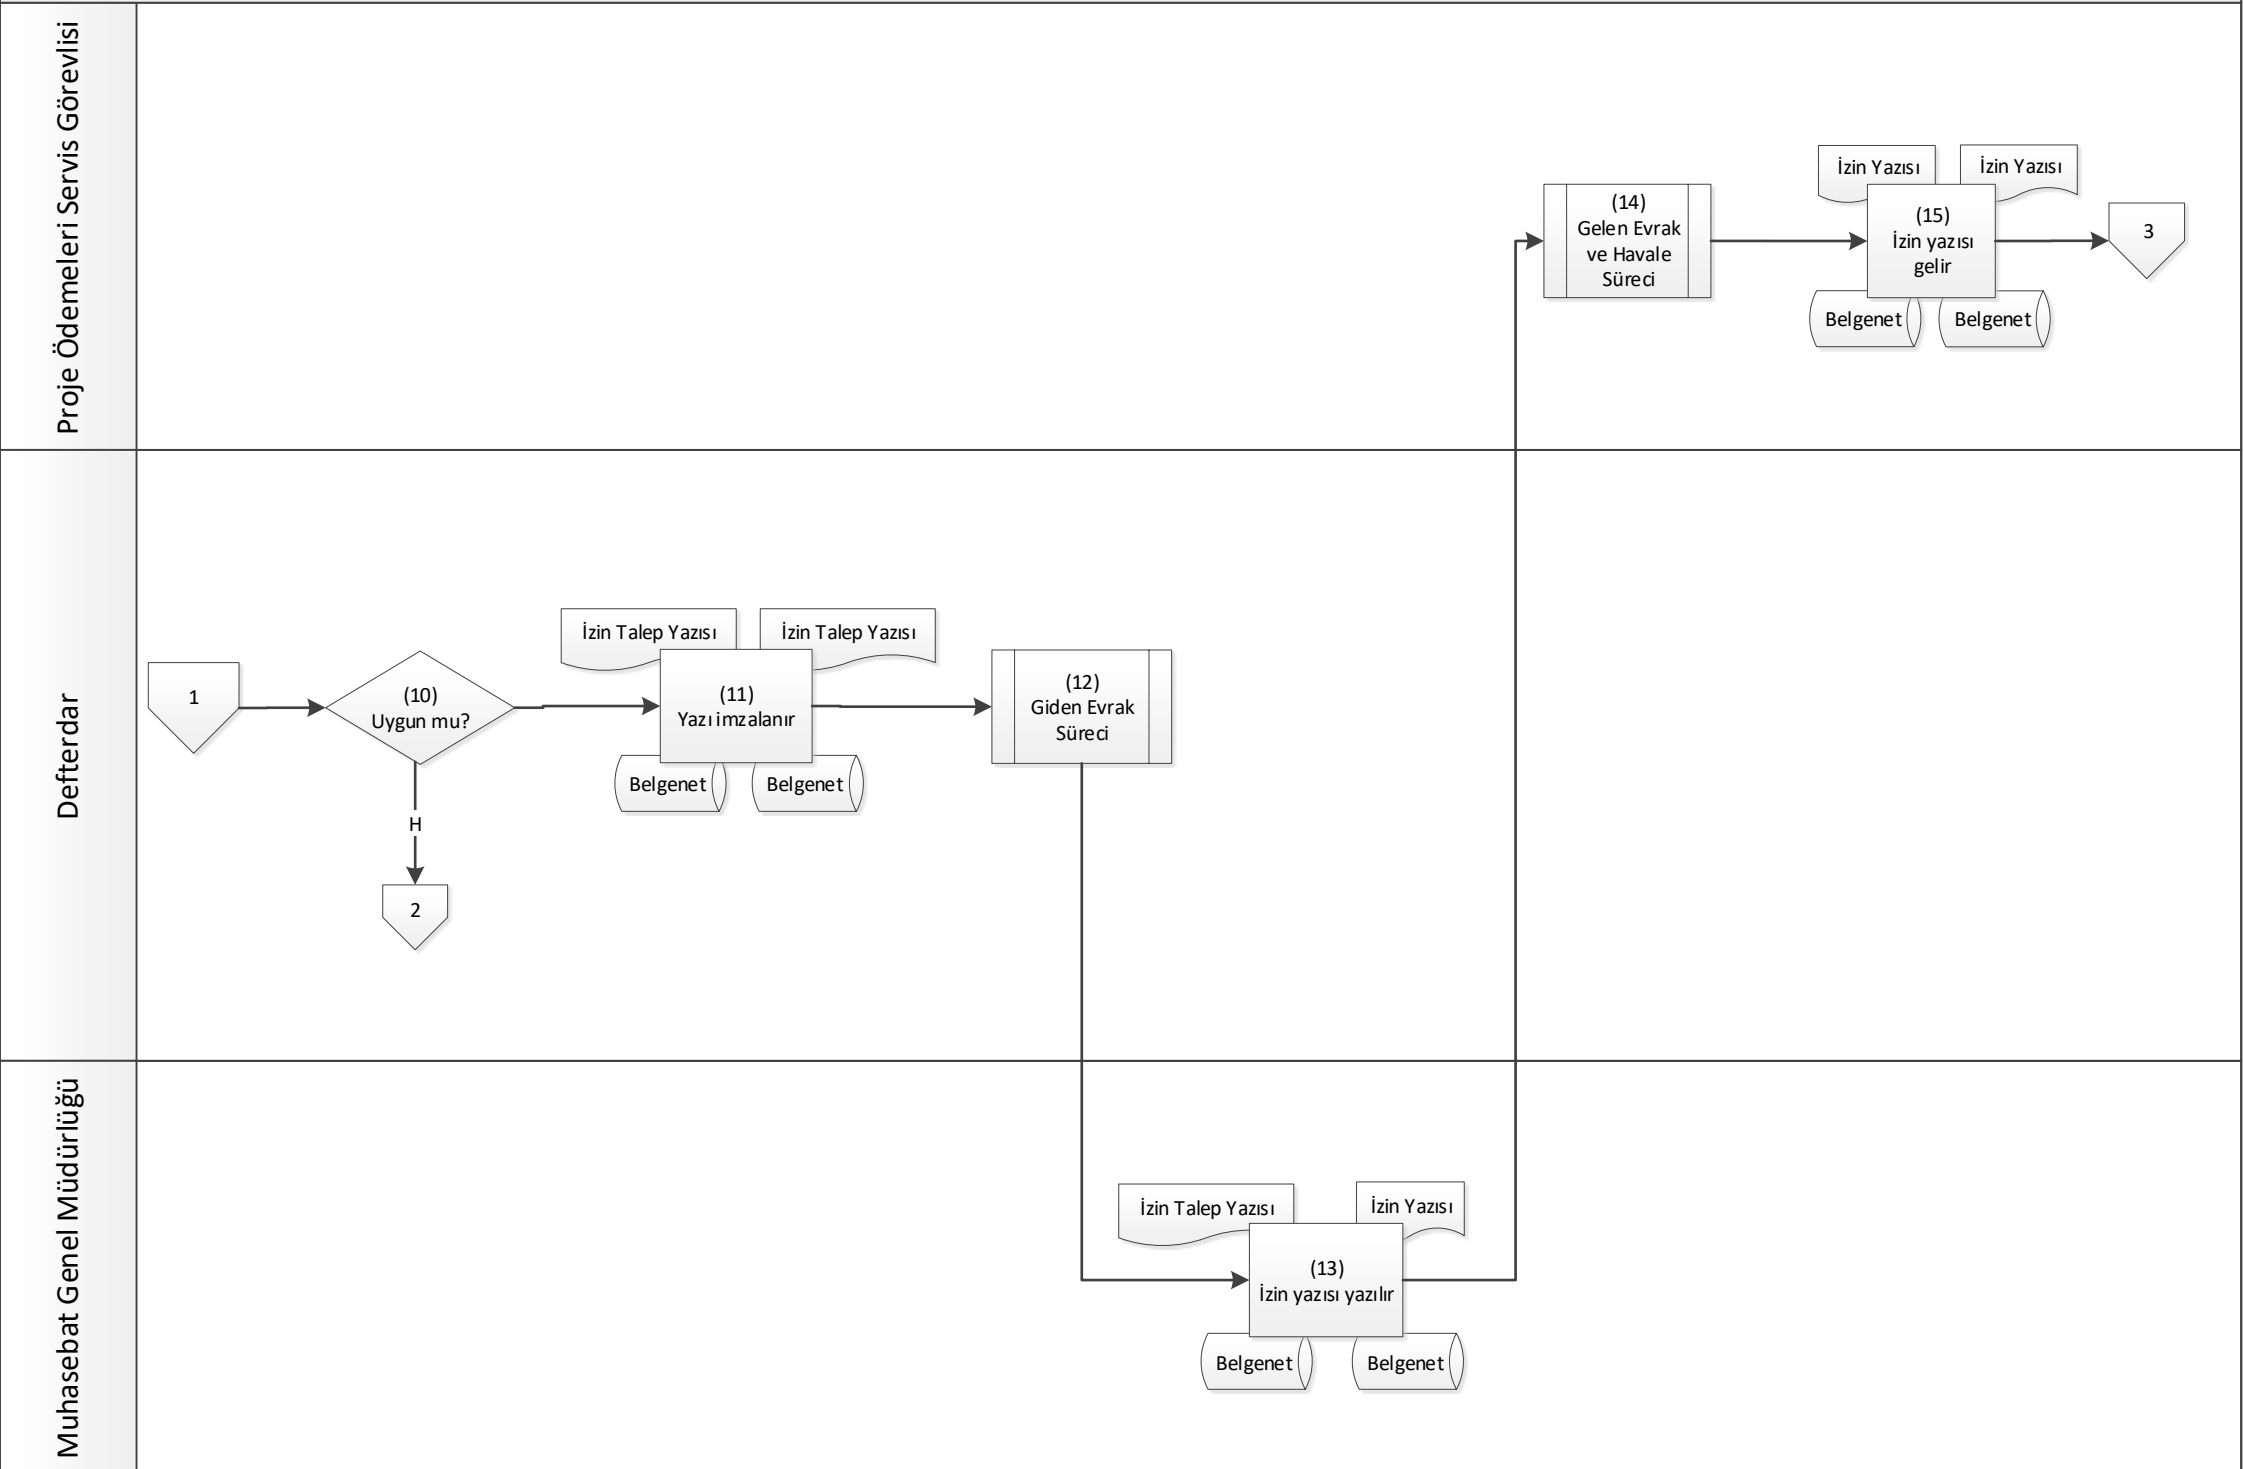 Proje Ödemeleri Servis Görevlisi
İzin Yazısı
İzin Yazısı
(14)
Gelen Evrak
ve Havale
Süreci
(15)
İzin yazısı
gelir
3
Belgenet
Belgenet
Defterdar
1
(10)
Uygun mu?
H
2
İzin Talep Yazısı
İzin Talep Yazısı
(11)
Yazı imzalanır
Belgenet
Belgenet
(12)
Giden Evrak
Süreci
Muhasebat Genel Müdürlüğü
İzin Talep Yazısı
İzin Yazısı
(13)
İzin yazısı yazılır
Belgenet
Belgenet